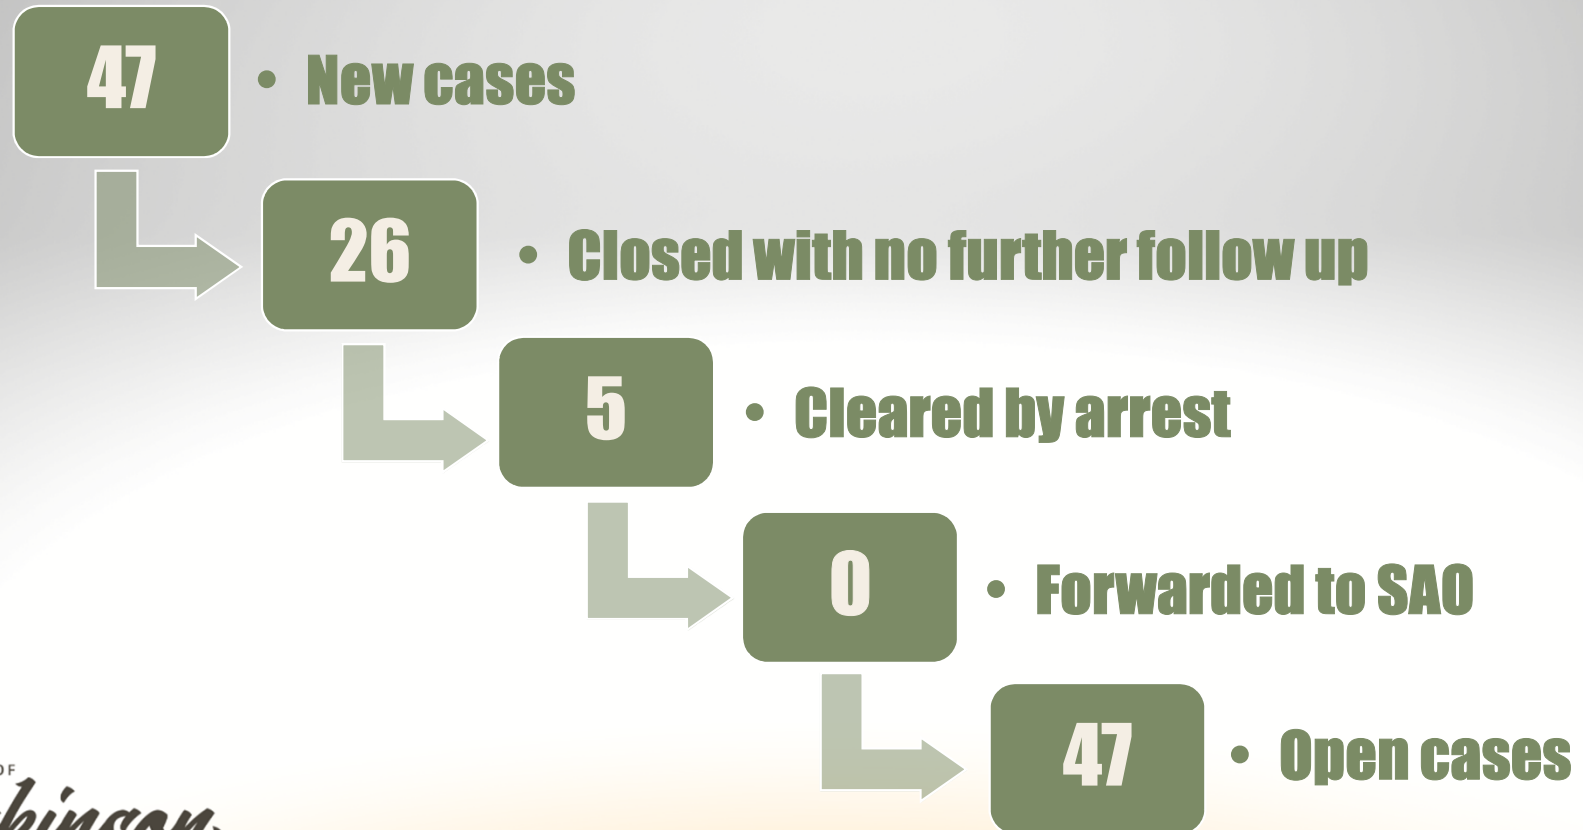 47
• New cases
26
• Closed with no further follow up
5
• Cleared by arrest
0
• Forwarded to SAO
47
• Open cases
OF